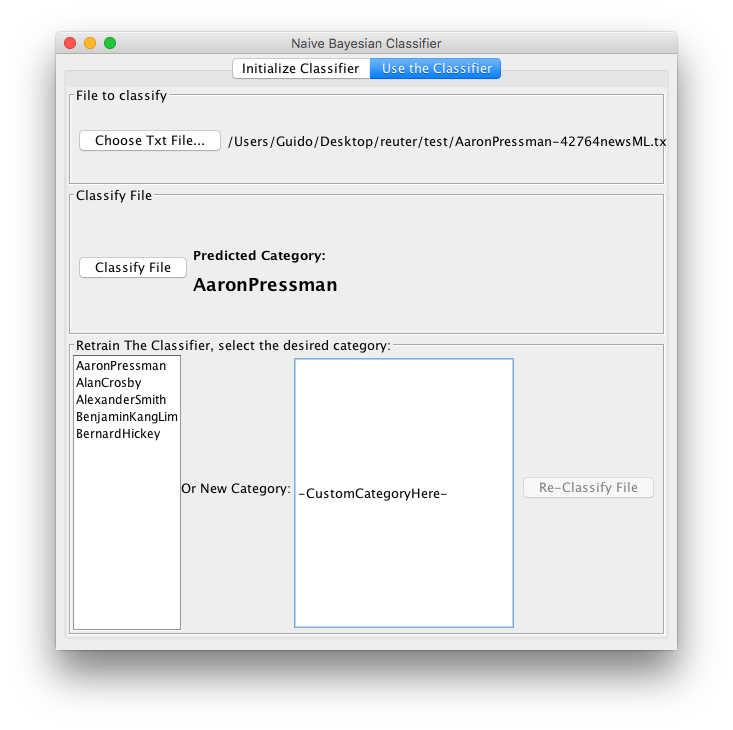 Naive Bayesian Classifier
Initialize Classifier
Use the Classifier
File to classify
Choose Txt File...
/Users/Guido/Desktop/reuter/test/AaronPressman-42764newsML.tx
Classify File
Classify File
Predicted Category:
AaronPressman
Retrain The Classifier, select the desired category:
AaronPressman
AlanCrosby
AlexanderSmith
BenjaminKangLim
BernardHickey
Or New Category:
-CustomCategoryHere-
Re-Classify File